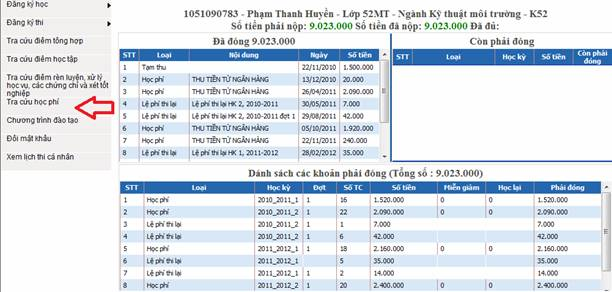 Đăng ký học
Đăng ký thi
Tra cứu điểm tổng hợp
Tra cứu điểm học tập
Tra cứu điểm rèn luyện, xử lý
học vụ, các chứng chỉ và xét tốt
nghiệp
Tra cứu học phí
Chương trình đào tạo
Đổi mật khẩu
Xem lịch thi cá nhân
1051090783 - Phạm Thanh Huyền - Lớp 52MT - Ngành Kỹ thuật môi trường - K52
Số tiền phải nộp: 9.023.000 Số tiền đã nộp: 9.023.000 Đã đủ:
Đã đóng 9.023.000
STT Loại Nội dung Ngày Số tiền
1 Tạm thu 22/11/2010 1.500.000
2 Học phí THU TIỀN TỪ NGÂN HÀNG 13/12/2010 20.000
3 Học phí THU TIỀN TỪ NGÂN HÀNG 26/04/2011 2.090.000
4 Lệ phí thi lại Lệ phí thi lại HK 2, 2010-2011 30/05/2011 7.000
5 Lệ phí thi lại Lệ phí thi lại HK 2, 2010-2011 đợt 1 29/08/2011 42.000
6 Học phí THU TIỀN TỪ NGÂN HÀNG 05/10/2011 1.920.000
7 Học phí THU TIỀN TỪ NGÂN HÀNG 22/11/2011 240.000
8 Lệ phí thi lại Lệ phí thi lại HK 1, 2011-2012 28/02/2012 35.000
Còn phải đóng
STT Loại Học kỳ Số tiền Còn phải đóng
Dánh sách các khoản phải đóng (Tổng số : 9.023.000)
STT Loại Học kỳ Đợt Số TC Số tiền Miễn giảm Học lại Phải đóng
1 Học phí 2010_2011_1 1 16 1.520.000 0 0 1.520.000
2 Học phí 2010_2011_2 1 22 2.090.000 0 0 2.090.000
3 Lệ phí thi lại 2010_2011_2 1 1 7.000 7.000
4 Lệ phí thi lại 2010_2011_2 1 6 42.000 42.000
5 Học phí 2011_2012_1 1 18 2.160.000 0 0 2.160.000
6 Lệ phí thi lại 2011_2012_1 1 5 35.000 35.000
7 Lệ phí thi lại 2011_2012_1 1 2 14.000 14.000
8 Học phí 2011_2012_2 1 20 2.400.000 0 0 2.400.000